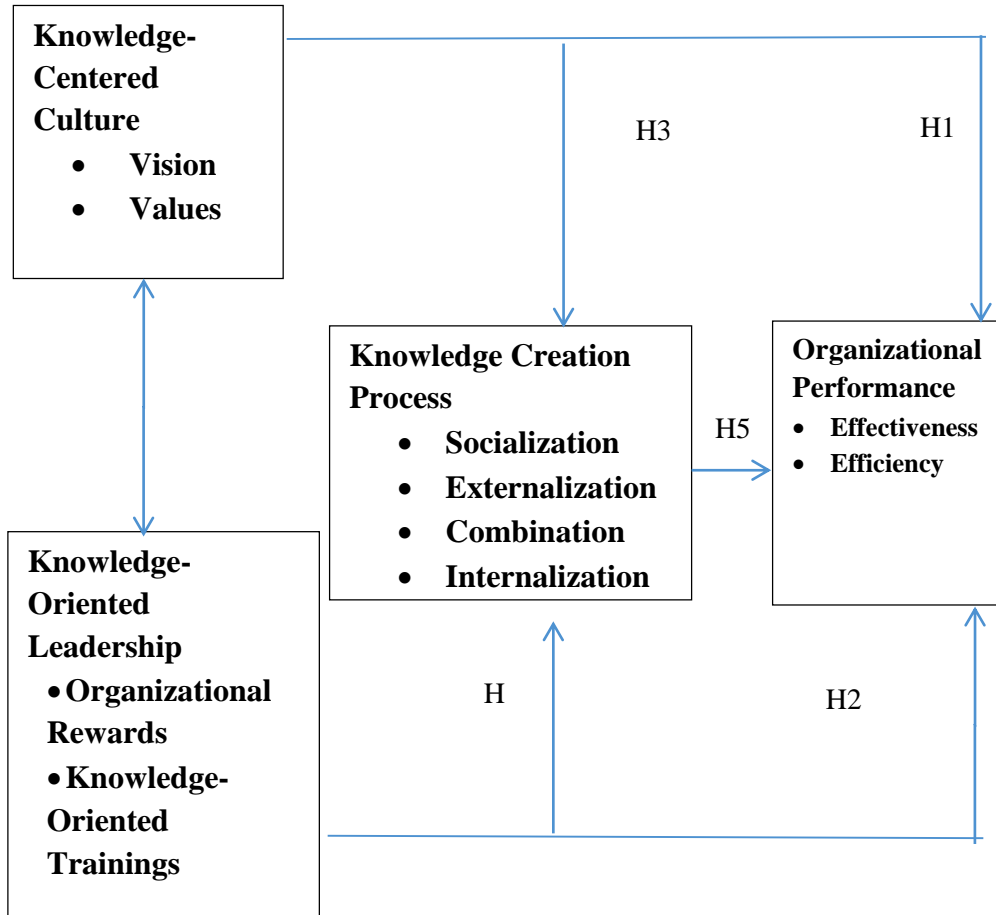 Knowledge-
Centered
Culture
• Vision
• Values
H3
H1
Knowledge Creation
Process
• Socialization
• Externalization
• Combination
• Internalization
H5
Organizational
Performance
• Effectiveness
• Efficiency
Knowledge-
Oriented
Leadership
• Organizational
Rewards
• Knowledge-
Oriented
Trainings
H
H2